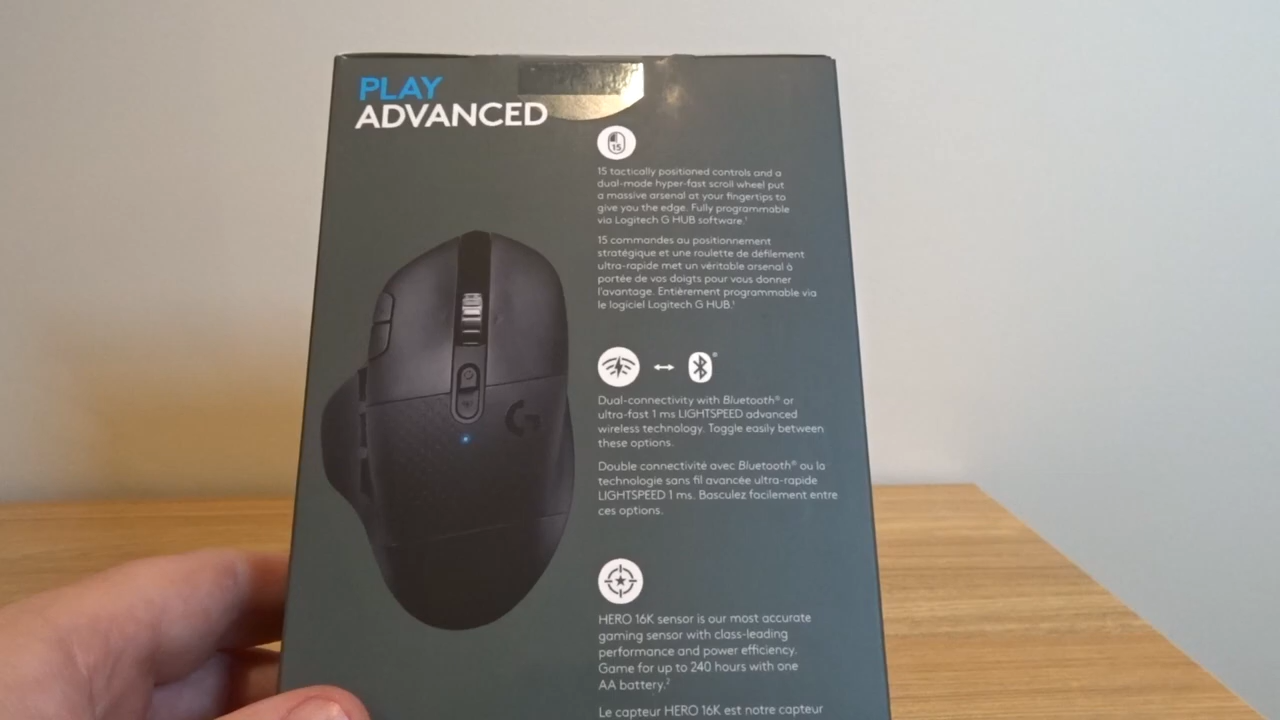 PLAY
ADVANCED
15
15 tactically positioned controls and a
dual-mode hyper-fast scroll wheel put
a massive arsenal at your fingertips to
give you the edge. Fully programmable
via Logitech G HUB software.¹
15 commandes au positionnement
stratégique et une roulette de défilement
ultra-rapide met un véritable arsenal à
portée de vos doigts pour vous donner
l'avantage. Entièrement programmable via
le logiciel Logitech G HUB.¹
Dual-connectivity with Bluetooth® or
ultra-fast 1 ms LIGHTSPEED advanced
wireless technology. Toggle easily between
these options.
Double connectivité avec Bluetooth® ou la
technologie sans fil avancée ultra-rapide
LIGHTSPEED 1 ms. Basculez facilement entre
ces options.
HERO 16K sensor is our most accurate
gaming sensor with class-leading
performance and power efficiency.
Game for up to 240 hours with one
AA battery.²
Le capteur HERO 16K est notre capteur